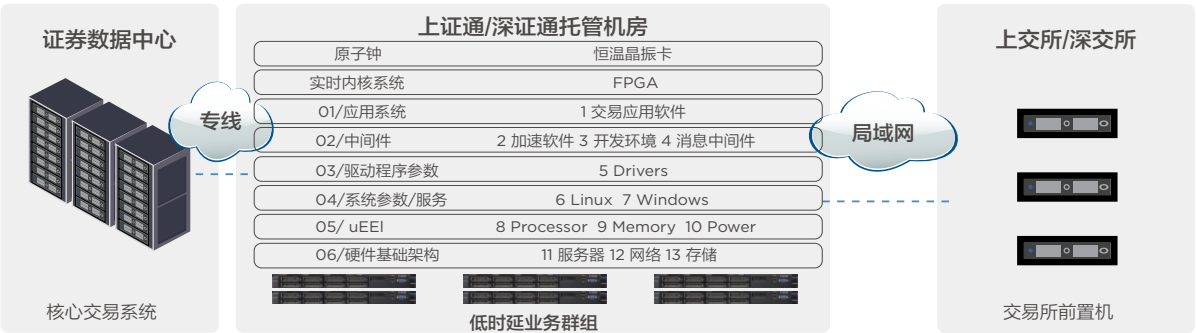 证券数据中心
核心交易系统
专线
上证通/深证通托管机房
原子钟 恒温晶振卡
实时内核系统 FPGA
01/应用系统 1 交易应用软件
02/中间件 2 加速软件 3 开发环境 4 消息中间件
03/驱动程序参数 5 Drivers
04/系统参数/服务 6 Linux 7 Windows
05/ uEEI 8 Processor 9 Memory 10 Power
06/硬件基础架构 11 服务器 12 网络 13 存储
低时延业务群组
局域网
上交所/深交所
交易所前置机